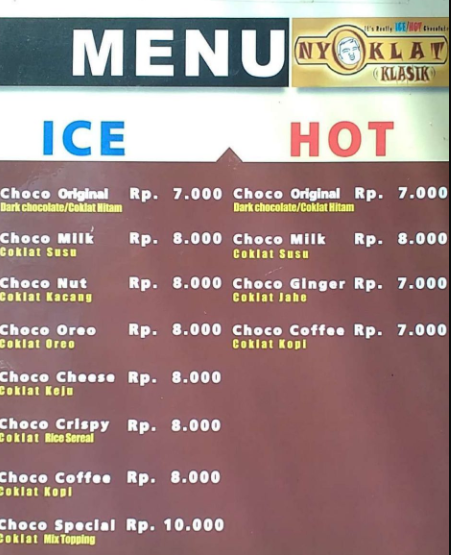 MENU
It's Really ICE/HOT Chocolate
NYOKLAT
KLASIK
ICE
HOT
Choco Original Rp. 7.000
Dark chocolate/Coklat Hitam
Choco Milk Rp. 8.000
Coklat Susu
Choco Nut Rp. 8.000
Coklat Kacang
Choco Oreo Rp. 8.000
Coklat Oreo
Choco Cheese Rp. 8.000
Coklat Keju
Choco Crispy Rp. 8.000
Coklat Rice Sereal
Choco Coffee Rp. 8.000
Coklat Kopi
Choco Special Rp. 10.000
Coklat Mix Topping
Choco Original Rp. 7.000
Dark chocolate/Coklat Hitam
Choco Milk Rp. 8.000
Coklat Susu
Choco Ginger Rp. 7.000
Coklat Jahe
Choco Coffee Rp. 7.000
Coklat Kopi